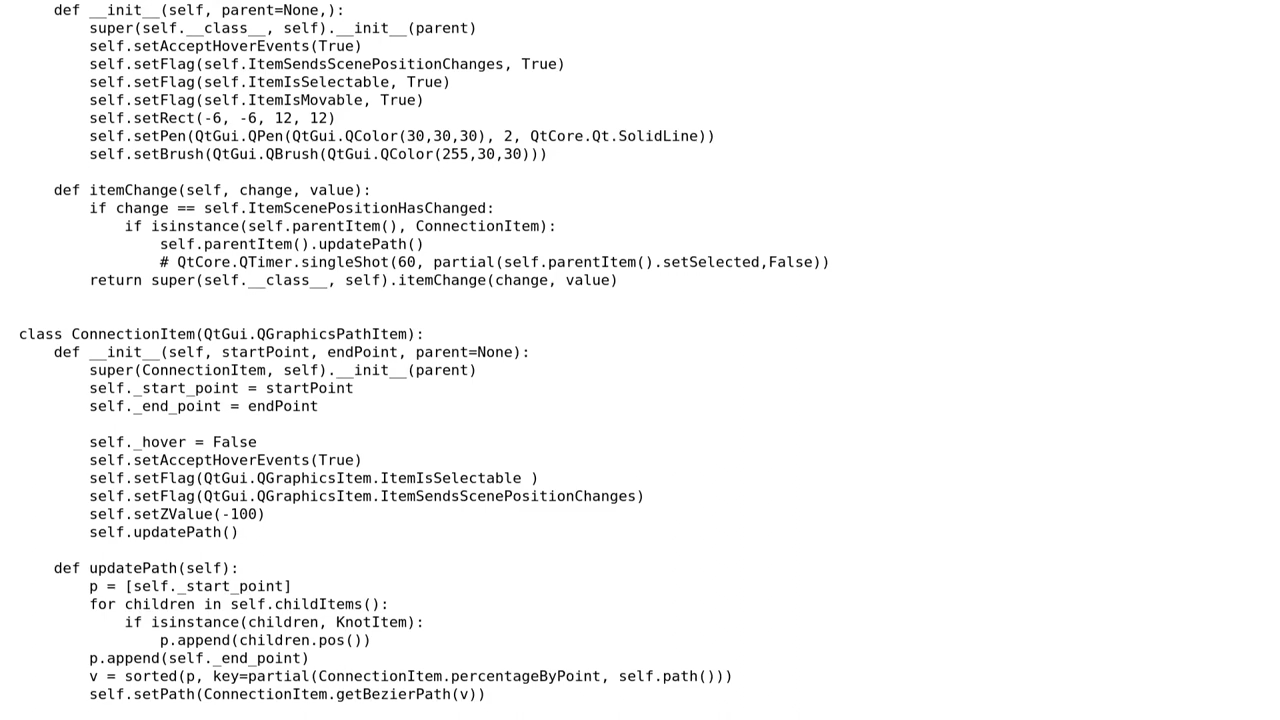 def __init__(self, parent=None,):
super(self.__class__, self).__init__(parent)
self.setAcceptHoverEvents(True)
self.setFlag(self.ItemSendsScenePositionChanges, True)
self.setFlag(self.ItemIsSelectable, True)
self.setFlag(self.ItemIsMovable, True)
self.setRect(-6, -6, 12, 12)
self.setPen(QtGui.QPen(QtGui.QColor(30,30,30), 2, QtCore.Qt.SolidLine))
self.setBrush(QtGui.QBrush(QtGui.QColor(255,30,30)))
def itemChange(self, change, value):
if change == self.ItemScenePositionHasChanged:
if isinstance(self.parentItem(), ConnectionItem):
self.parentItem().updatePath()
# QtCore.QTimer.singleShot(60, partial(self.parentItem().setSelected,False))
return super(self.__class__, self).itemChange(change, value)
class ConnectionItem(QtGui.QGraphicsPathItem):
def __init__(self, startPoint, endPoint, parent=None):
super(ConnectionItem, self).__init__(parent)
self._start_point = startPoint
self._end_point = endPoint
self._hover = False
self.setAcceptHoverEvents(True)
self.setFlag(QtGui.QGraphicsItem.ItemIsSelectable )
self.setFlag(QtGui.QGraphicsItem.ItemSendsScenePositionChanges)
self.setZValue(-100)
self.updatePath()
def updatePath(self):
p = [self._start_point]
for children in self.childItems():
if isinstance(children, KnotItem):
p.append(children.pos())
p.append(self._end_point)
v = sorted(p, key=partial(ConnectionItem.percentageByPoint, self.path()))
self.setPath(ConnectionItem.getBezierPath(v))